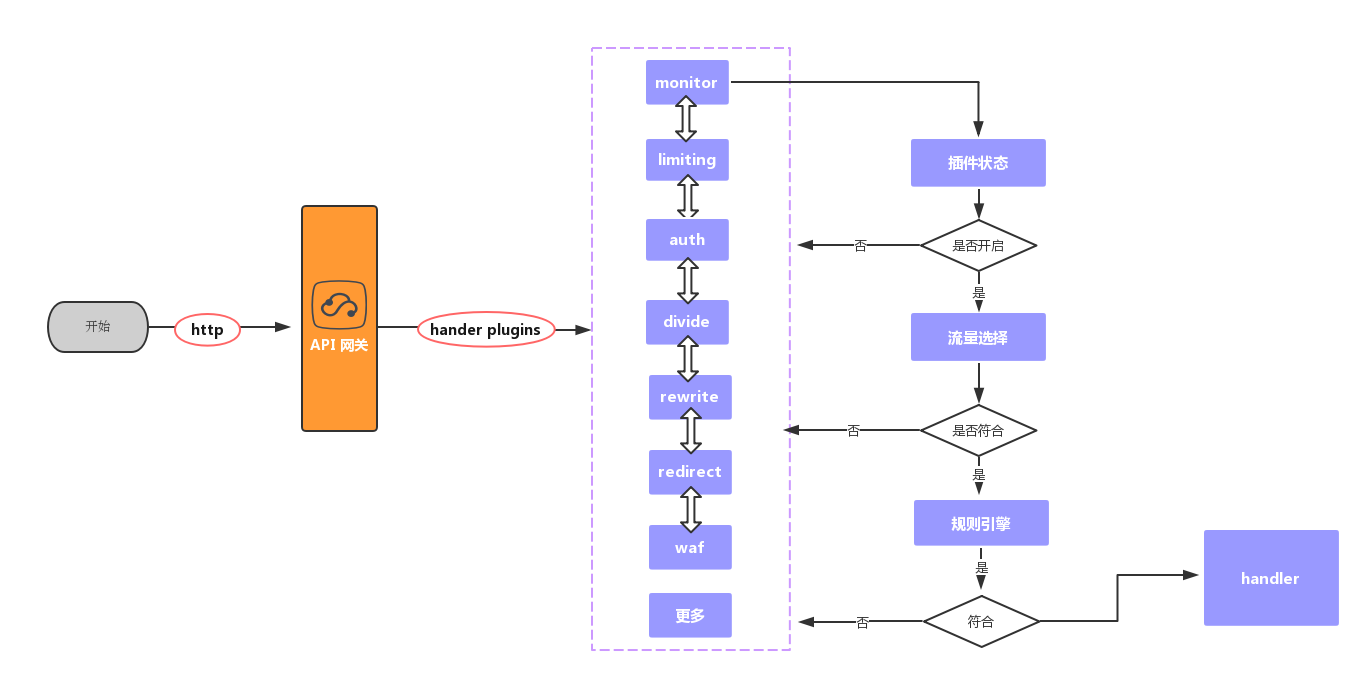 开始
http
API 网关
hander plugins
monitor
limiting
auth
divide
rewrite
redirect
waf
更多
插件状态
是否开启
否
是
流量选择
是否符合
否
是
规则引擎
是
符合
否
handler